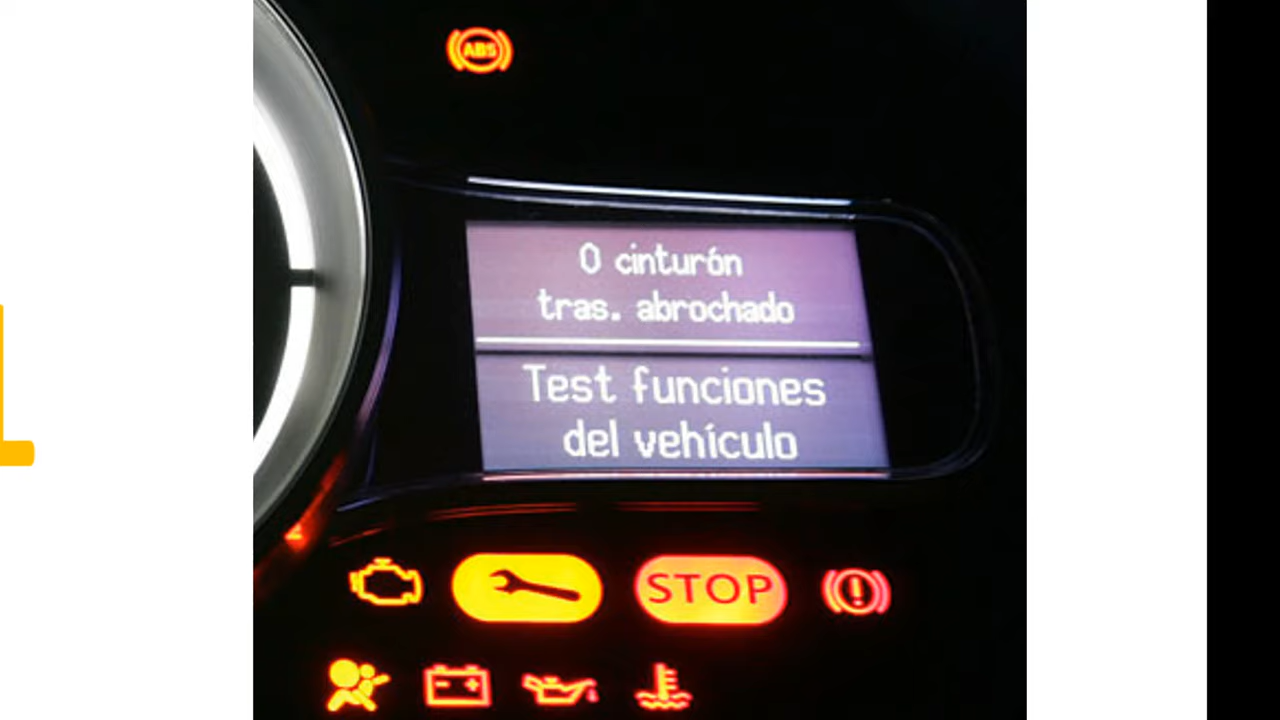 ABS
0 cinturón
tras. abrochado
Test funciones
del vehículo
STOP